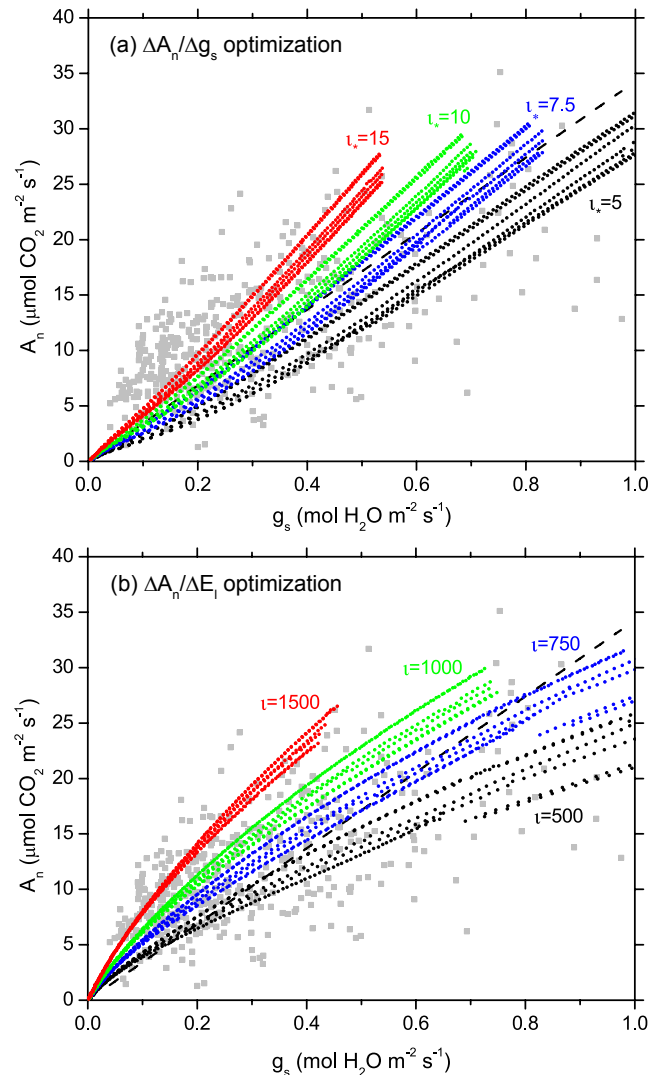 (a) ΔAₙ/Δgₛ optimization
40
35
30
25
20
15
10
5
0
Aₙ (μmol CO₂ m⁻² s⁻¹)
ι*=15
ι*=10
ι*=7.5
ι*=5
0.0 0.2 0.4 0.6 0.8 1.0
gₛ (mol H₂O m⁻² s⁻¹)
(b) ΔAₙ/ΔEₗ optimization
40
35
30
25
20
15
10
5
0
Aₙ (μmol CO₂ m⁻² s⁻¹)
ι=1500
ι=1000
ι=750
ι=500
0.0 0.2 0.4 0.6 0.8 1.0
gₛ (mol H₂O m⁻² s⁻¹)